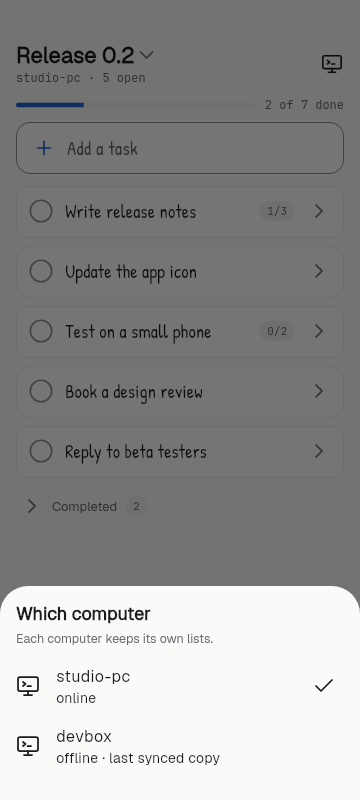 Release 0.2
studio-pc · 5 open
2 of 7 done
Add a task
Write release notes 1/3
Update the app icon
Test on a small phone 0/2
Book a design review
Reply to beta testers
Completed 2
Which computer
Each computer keeps its own lists.
studio-pc
online
devbox
offline · last synced copy